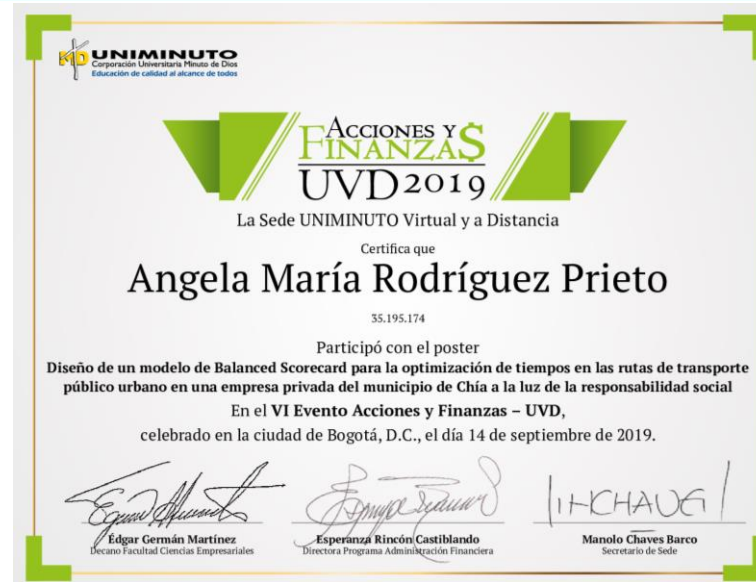 UNIMINUTO
Corporación Universitaria Minuto de Dios
Educación de calidad al alcance de todos
ACCIONES Y
FINANZA$
UVD 2019
La Sede UNIMINUTO Virtual y a Distancia
Certifica que
Angela María Rodríguez Prieto
35.195.174
Participó con el poster
Diseño de un modelo de Balanced Scorecard para la optimización de tiempos en las rutas de transporte
público urbano en una empresa privada del municipio de Chía a la luz de la responsabilidad social
En el VI Evento Acciones y Finanzas – UVD,
celebrado en la ciudad de Bogotá, D.C., el día 14 de septiembre de 2019.
Édgar Germán Martínez
Decano Facultad Ciencias Empresariales
Esperanza Rincón Castiblando
Directora Programa Administración Financiera
Manolo Chaves Barco
Secretario de Sede